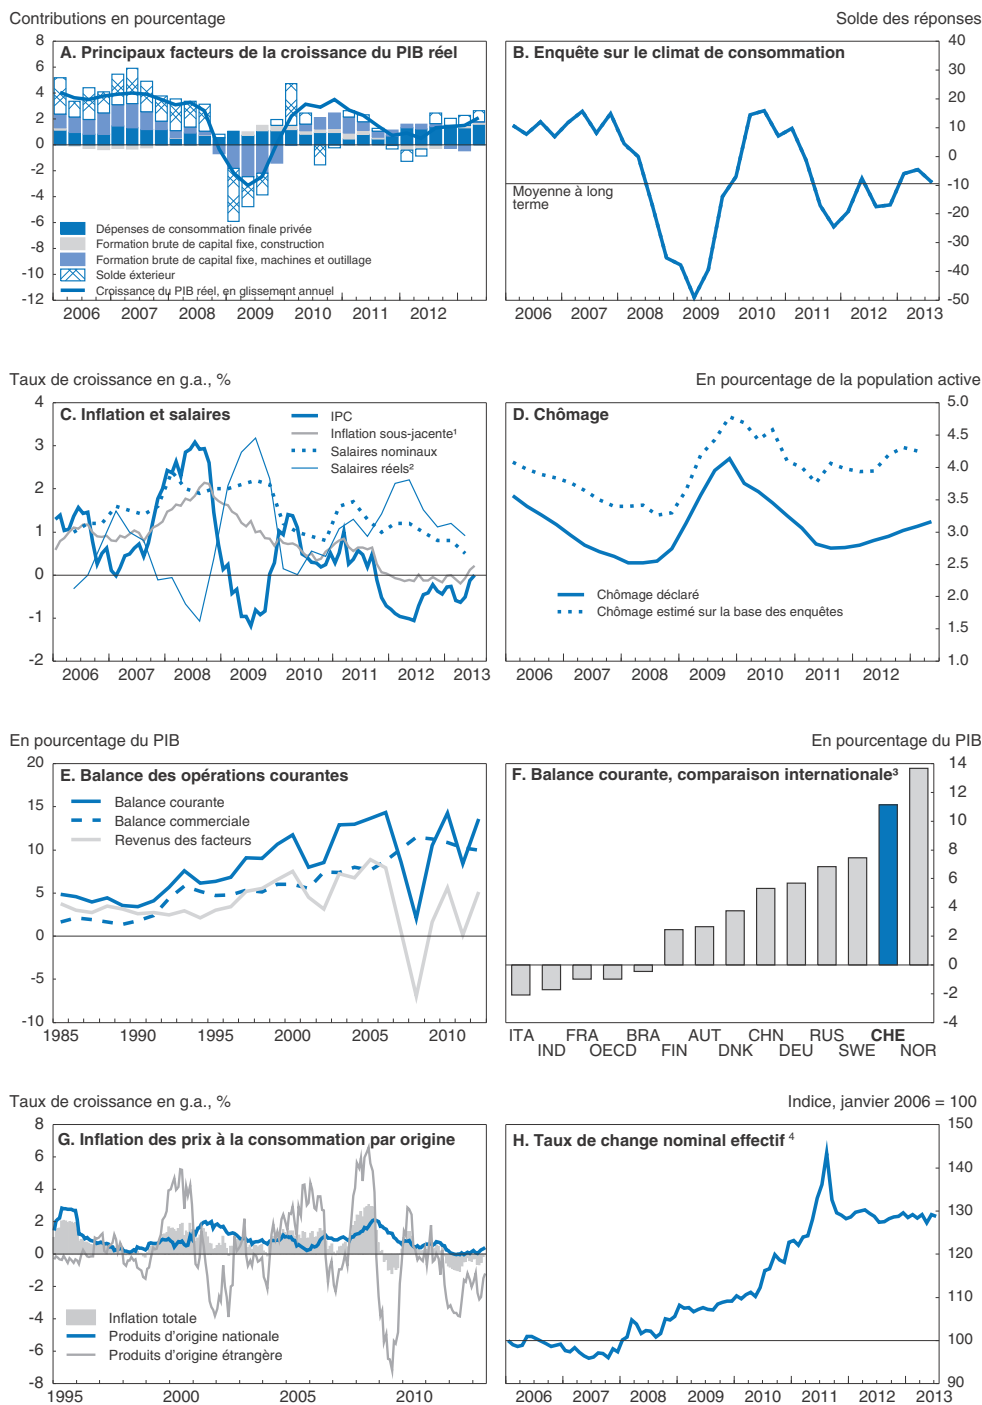 Contributions en pourcentage
A. Principaux facteurs de la croissance du PIB réel
8
6
4
2
0
-2
-4
-6
-8
-10
-12
Dépenses de consommation finale privée
Formation brute de capital fixe, construction
Formation brute de capital fixe, machines et outillage
Solde éxterieur
Croissance du PIB réel, en glissement annuel
2006 2007 2008 2009 2010 2011 2012
Solde des réponses
B. Enquête sur le climat de consommation
40
30
20
10
0
-10
-20
-30
-40
-50
Moyenne à long
terme
2006 2007 2008 2009 2010 2011 2012 2013
Taux de croissance en g.a., %
C. Inflation et salaires
4
3
2
1
0
-1
-2
IPC
Inflation sous-jacente¹
Salaires nominaux
Salaires réels²
2006 2007 2008 2009 2010 2011 2012 2013
En pourcentage de la population active
D. Chômage
5.0
4.5
4.0
3.5
3.0
2.5
2.0
1.5
1.0
Chômage déclaré
Chômage estimé sur la base des enquêtes
2006 2007 2008 2009 2010 2011 2012
En pourcentage du PIB
E. Balance des opérations courantes
20
15
10
5
0
-5
-10
Balance courante
Balance commerciale
Revenus des facteurs
1985 1990 1995 2000 2005 2010
En pourcentage du PIB
F. Balance courante, comparaison internationale³
14
12
10
8
6
4
2
0
-2
-4
ITA FRA BRA AUT CHN RUS CHE
IND OECD FIN DNK DEU SWE NOR
Taux de croissance en g.a., %
G. Inflation des prix à la consommation par origine
8
6
4
2
0
-2
-4
-6
-8
Inflation totale
Produits d'origine nationale
Produits d'origine étrangère
1995 2000 2005 2010
Indice, janvier 2006 = 100
H. Taux de change nominal effectif ⁴
150
140
130
120
110
100
90
2006 2007 2008 2009 2010 2011 2012 2013